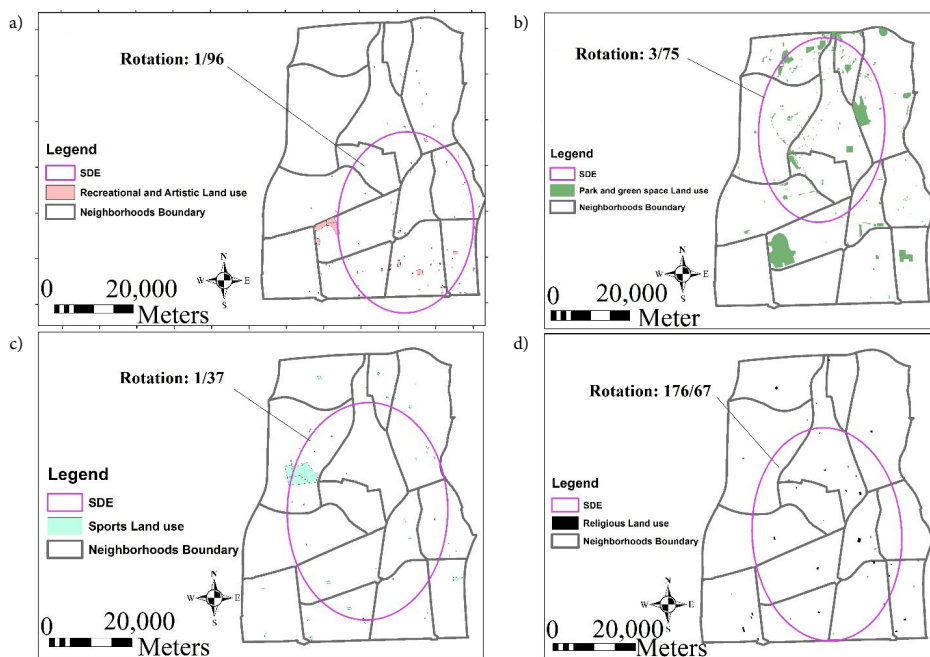 a)
Rotation: 1/96
Legend
SDE
Recreational and Artistic Land use
Neighborhoods Boundary
N
W E
S
0 20,000
Meters
b)
Rotation: 3/75
Legend
SDE
Park and green space Land use
Neighborhoods Boundary
N
W E
S
0 20,000
Meter
c)
Rotation: 1/37
Legend
SDE
Sports Land use
Neighborhoods Boundary
N
W E
S
0 20,000
Meters
d)
Rotation: 176/67
Legend
SDE
Religious Land use
Neighborhoods Boundary
N
W E
S
0 20,000
Meters